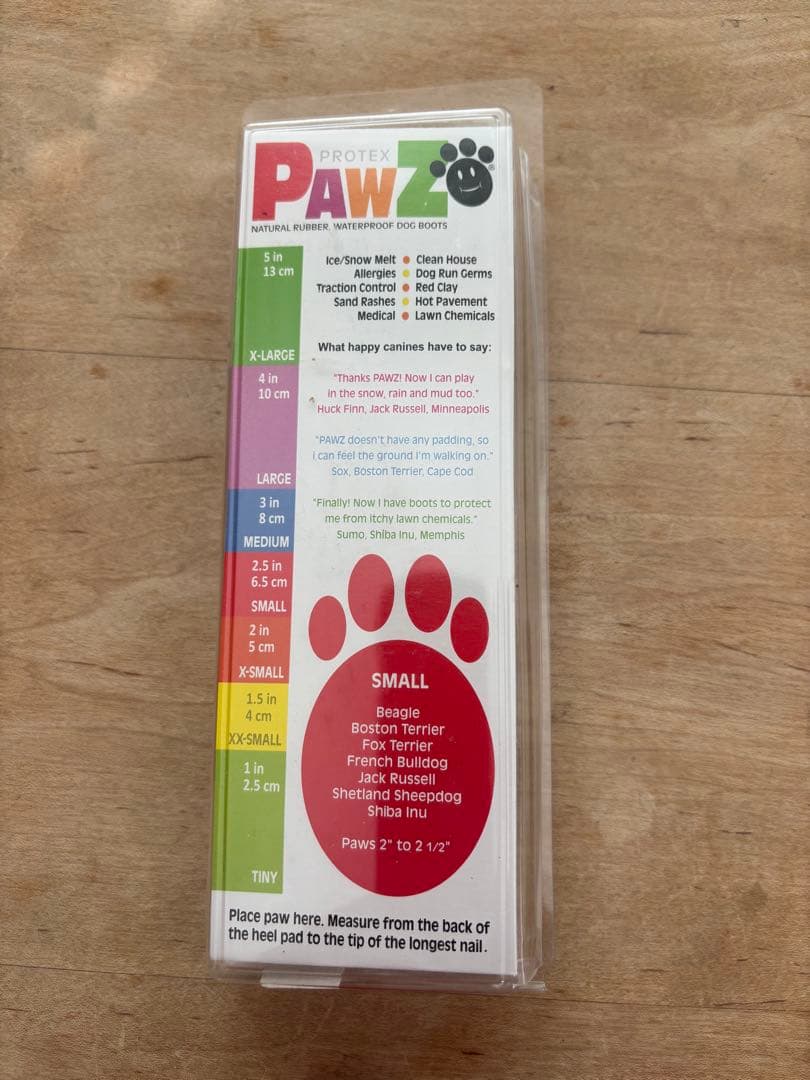 PROTEX
PAWZ®
NATURAL RUBBER, WATERPROOF DOG BOOTS
Ice/Snow Melt • Clean House
Allergies • Dog Run Germs
Traction Control • Red Clay
Sand Rashes • Hot Pavement
Medical • Lawn Chemicals
What happy canines have to say:
"Thanks PAWZ! Now I can play
in the snow, rain and mud too."
Huck Finn, Jack Russell, Minneapolis
"PAWZ doesn't have any padding, so
I can feel the ground I'm walking on."
Sox, Boston Terrier, Cape Cod
"Finally! Now I have boots to protect
me from itchy lawn chemicals."
Sumo, Shiba Inu, Memphis
5 in
13 cm
X-LARGE
4 in
10 cm
LARGE
3 in
8 cm
MEDIUM
2.5 in
6.5 cm
SMALL
2 in
5 cm
X-SMALL
1.5 in
4 cm
XX-SMALL
1 in
2.5 cm
TINY
SMALL
Beagle
Boston Terrier
Fox Terrier
French Bulldog
Jack Russell
Shetland Sheepdog
Shiba Inu
Paws 2" to 2 1/2"
Place paw here. Measure from the back of
the heel pad to the tip of the longest nail.